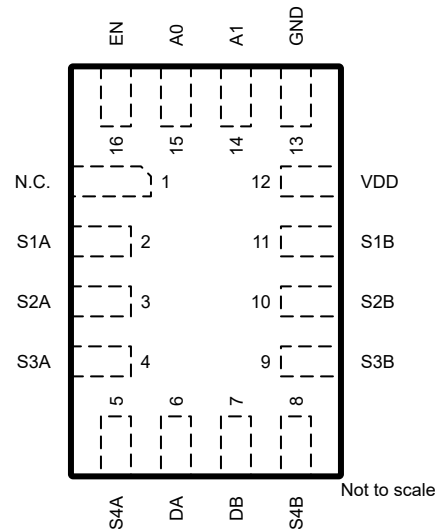 EN A0 A1 GND
16 15 14 13
N.C. 1 12 VDD
S1A 2 11 S1B
S2A 3 10 S2B
S3A 4 9 S3B
5 6 7 8
S4A DA DB S4B
Not to scale